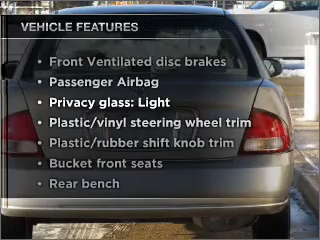 VEHICLE FEATURES
• Front Ventilated disc brakes
• Passenger Airbag
• Privacy glass: Light
• Plastic/vinyl steering wheel trim
• Plastic/rubber shift knob trim
• Bucket front seats
• Rear bench